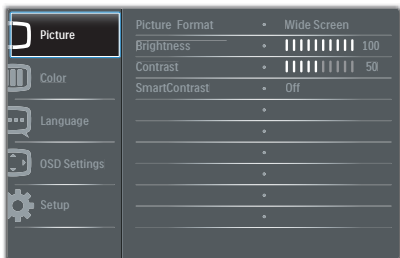 Picture
Color
Language
OSD Settings
Setup
Picture Format • Wide Screen
Brightness • 100
Contrast • 50
SmartContrast • Off
•
•
•
•
•
•